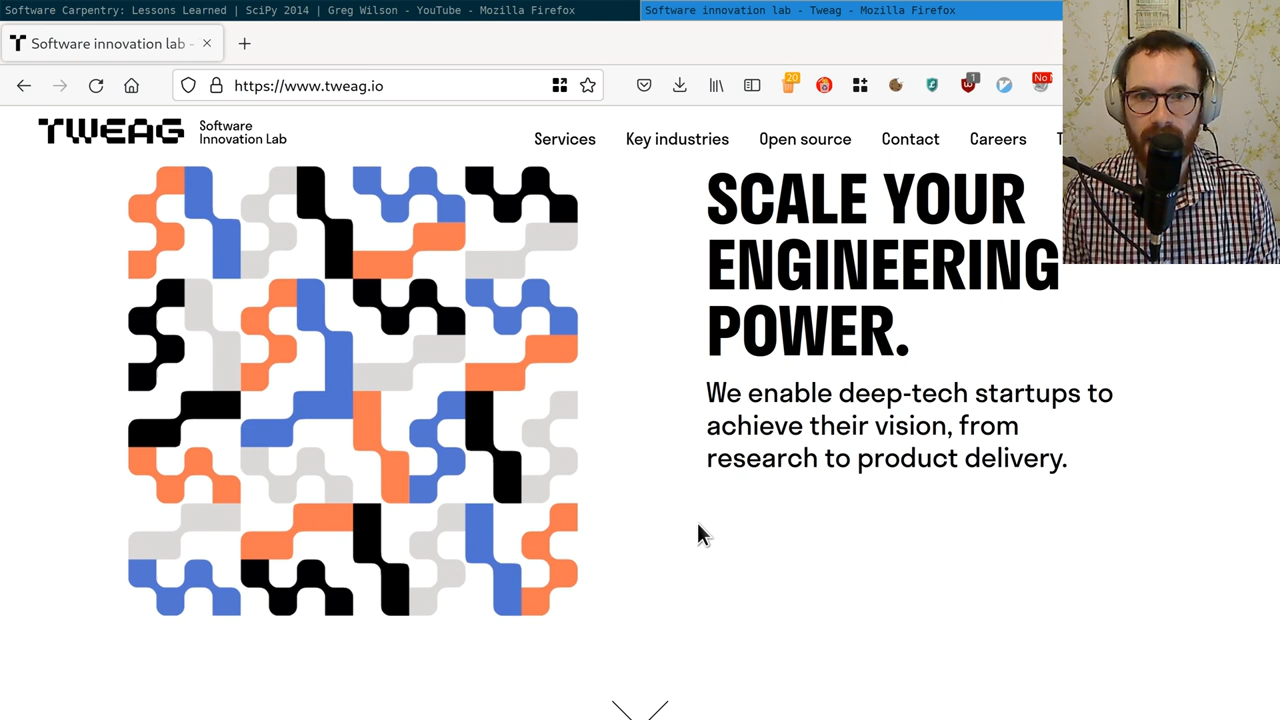 Software Carpentry: Lessons Learned | SciPy 2014 | Greg Wilson - YouTube - Mozilla Firefox
Software innovation lab - Tweag - Mozilla Firefox
Software innovation lab -
https://www.tweag.io
20
1
No
TWEAG
Software
Innovation Lab
Services
Key industries
Open source
Contact
Careers
T
SCALE YOUR
ENGINEERING
POWER.
We enable deep-tech startups to
achieve their vision, from
research to product delivery.